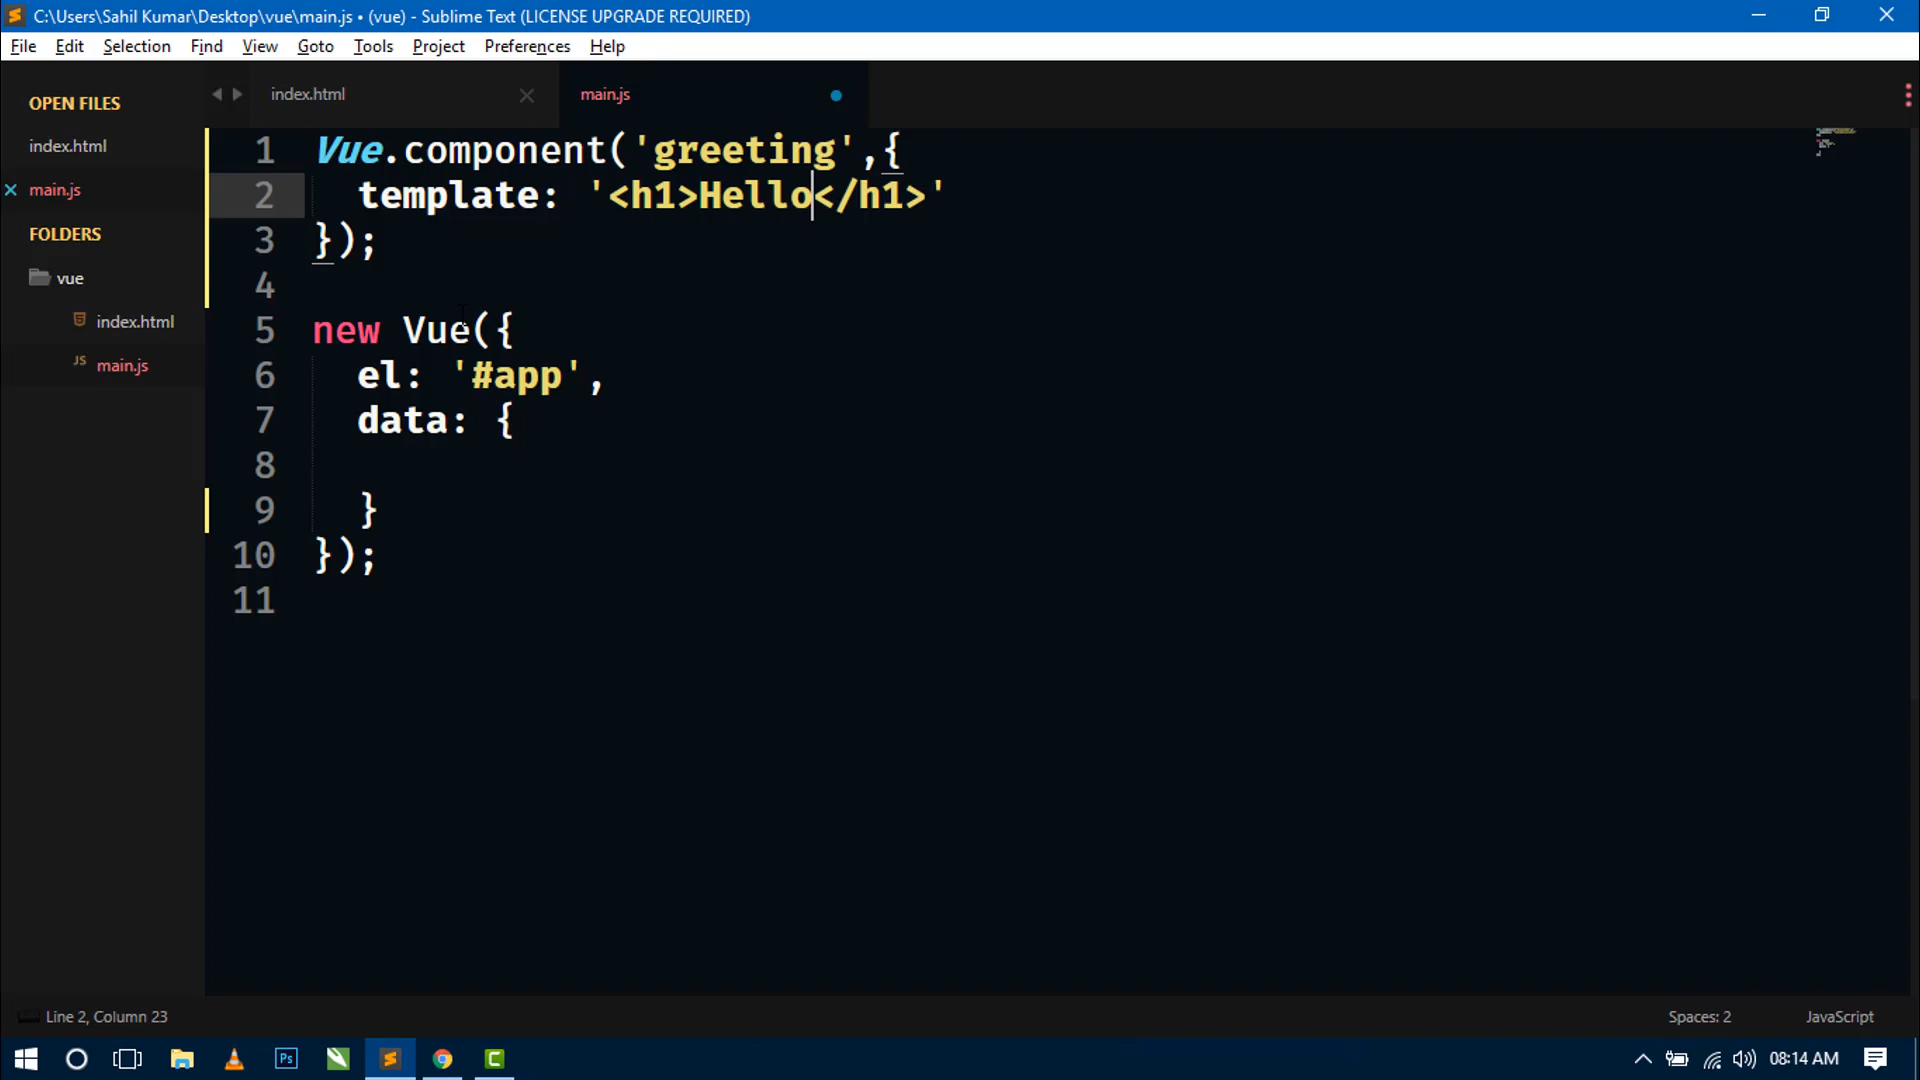 C:\Users\Sahil Kumar\Desktop\vue\main.js • (vue) - Sublime Text (LICENSE UPGRADE REQUIRED)
File Edit Selection Find View Goto Tools Project Preferences Help
OPEN FILES
index.html
main.js
FOLDERS
vue
index.html
JS main.js
index.html
main.js
1 Vue.component('greeting',{
2 template: '<h1>Hello</h1>'
3 });
4
5 new Vue({
6 el: '#app',
7 data: {
8
9 }
10 });
11
Line 2, Column 23
Spaces: 2
JavaScript
Ps
C
08:14 AM